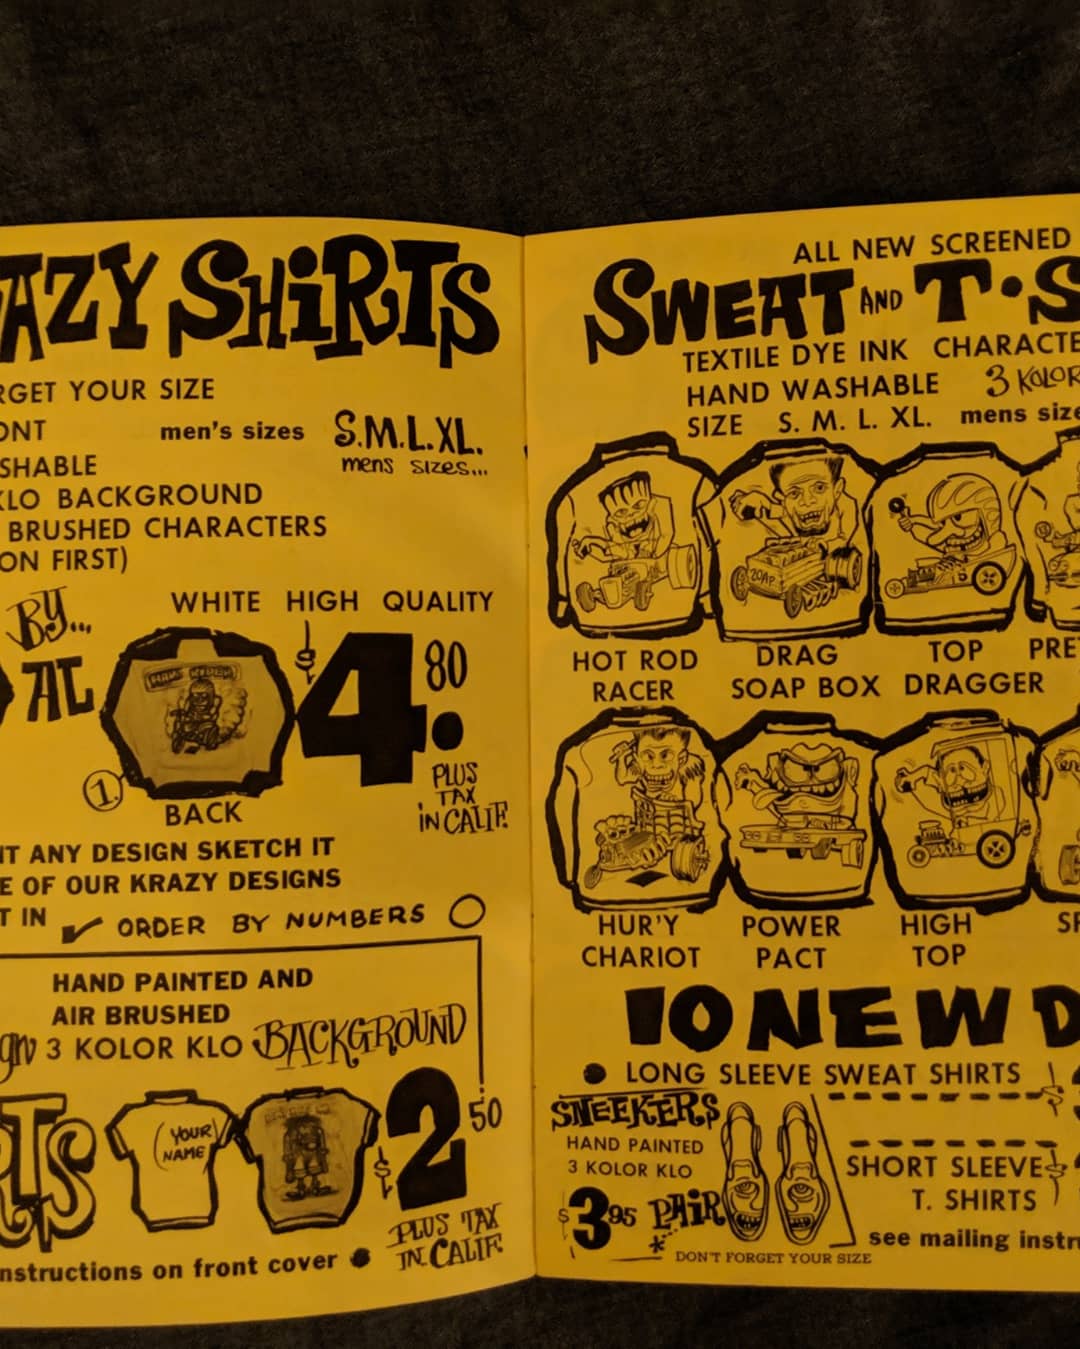 AZY SHiRTS
RGET YOUR SIZE
ONT men's sizes S.M.L.XL.
mens sizes...
SHABLE
KLO BACKGROUND
BRUSHED CHARACTERS
ON FIRST)
BY...
WHITE HIGH QUALITY
AL
$4.80
PLUS
TAX
iN CALIF.
1.
BACK
NT ANY DESIGN SKETCH IT
E OF OUR KRAZY DESIGNS
T IN ORDER BY NUMBERS
HAND PAINTED AND
AIR BRUSHED
gn 3 KOLOR KLO BACKGROUND
RTS
(YOUR
NAME)
$2 50
PLUS TAX
IN CALIF.
nstructions on front cover
ALL NEW SCREENED
SWEAT AND T•S
TEXTILE DYE INK CHARACTE
HAND WASHABLE 3 KOLOR
SIZE S. M. L. XL. mens size
HOT ROD
RACER
DRAG
SOAP BOX
TOP
DRAGGER
PRE
HUR'Y
CHARIOT
POWER
PACT
HIGH
TOP
SP
10 NEW D
LONG SLEEVE SWEAT SHIRTS $
SNEEKERS
HAND PAINTED
3 KOLOR KLO
$3 95 PAiR
*
DON'T FORGET YOUR SIZE
SHORT SLEEVE $
T. SHIRTS
see mailing instru